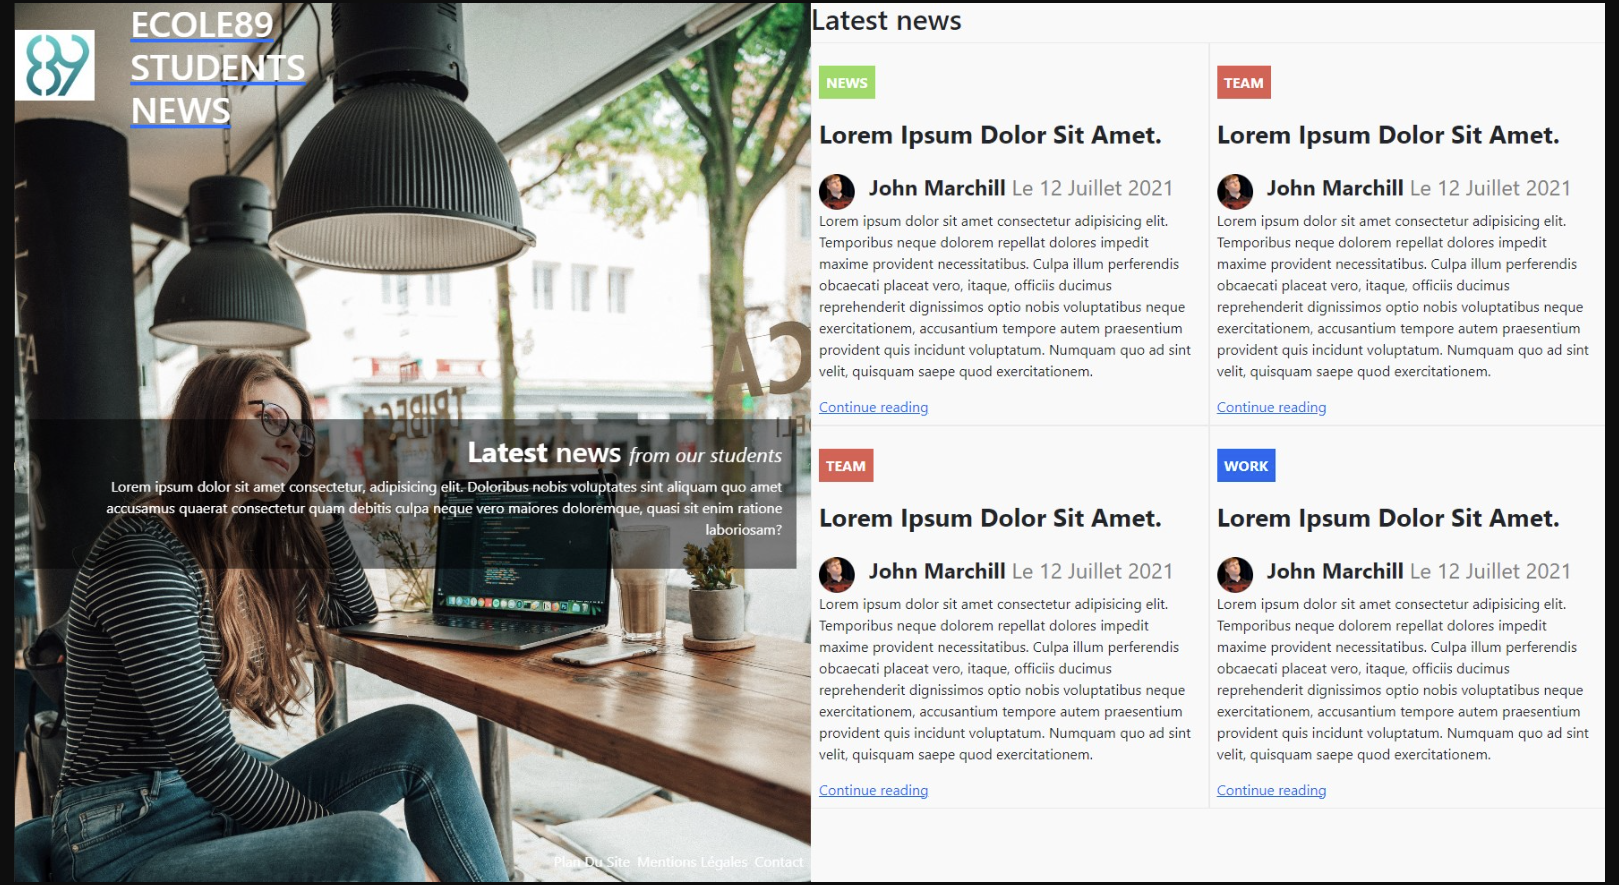 89
ECOLE89
STUDENTS
NEWS
TRIBECA
CA
Latest news from our students
Lorem ipsum dolor sit amet consectetur, adipisicing elit. Doloribus nobis voluptates sint aliquam quo amet
accusamus quaerat consectetur quam debitis culpa neque vero maiores doloremque, quasi sit enim ratione
laboriosam?
Plan Du Site Mentions Légales Contact
Latest news
NEWS
Lorem Ipsum Dolor Sit Amet.
John Marchill Le 12 Juillet 2021
Lorem ipsum dolor sit amet consectetur adipisicing elit.
Temporibus neque dolorem repellat dolores impedit
maxime provident necessitatibus. Culpa illum perferendis
obcaecati placeat vero, itaque, officiis ducimus
reprehenderit dignissimos optio nobis voluptatibus neque
exercitationem, accusantium tempore autem praesentium
provident quis incidunt voluptatum. Numquam quo ad sint
velit, quisquam saepe quod exercitationem.
Continue reading
TEAM
Lorem Ipsum Dolor Sit Amet.
John Marchill Le 12 Juillet 2021
Lorem ipsum dolor sit amet consectetur adipisicing elit.
Temporibus neque dolorem repellat dolores impedit
maxime provident necessitatibus. Culpa illum perferendis
obcaecati placeat vero, itaque, officiis ducimus
reprehenderit dignissimos optio nobis voluptatibus neque
exercitationem, accusantium tempore autem praesentium
provident quis incidunt voluptatum. Numquam quo ad sint
velit, quisquam saepe quod exercitationem.
Continue reading
TEAM
Lorem Ipsum Dolor Sit Amet.
John Marchill Le 12 Juillet 2021
Lorem ipsum dolor sit amet consectetur adipisicing elit.
Temporibus neque dolorem repellat dolores impedit
maxime provident necessitatibus. Culpa illum perferendis
obcaecati placeat vero, itaque, officiis ducimus
reprehenderit dignissimos optio nobis voluptatibus neque
exercitationem, accusantium tempore autem praesentium
provident quis incidunt voluptatum. Numquam quo ad sint
velit, quisquam saepe quod exercitationem.
Continue reading
WORK
Lorem Ipsum Dolor Sit Amet.
John Marchill Le 12 Juillet 2021
Lorem ipsum dolor sit amet consectetur adipisicing elit.
Temporibus neque dolorem repellat dolores impedit
maxime provident necessitatibus. Culpa illum perferendis
obcaecati placeat vero, itaque, officiis ducimus
reprehenderit dignissimos optio nobis voluptatibus neque
exercitationem, accusantium tempore autem praesentium
provident quis incidunt voluptatum. Numquam quo ad sint
velit, quisquam saepe quod exercitationem.
Continue reading